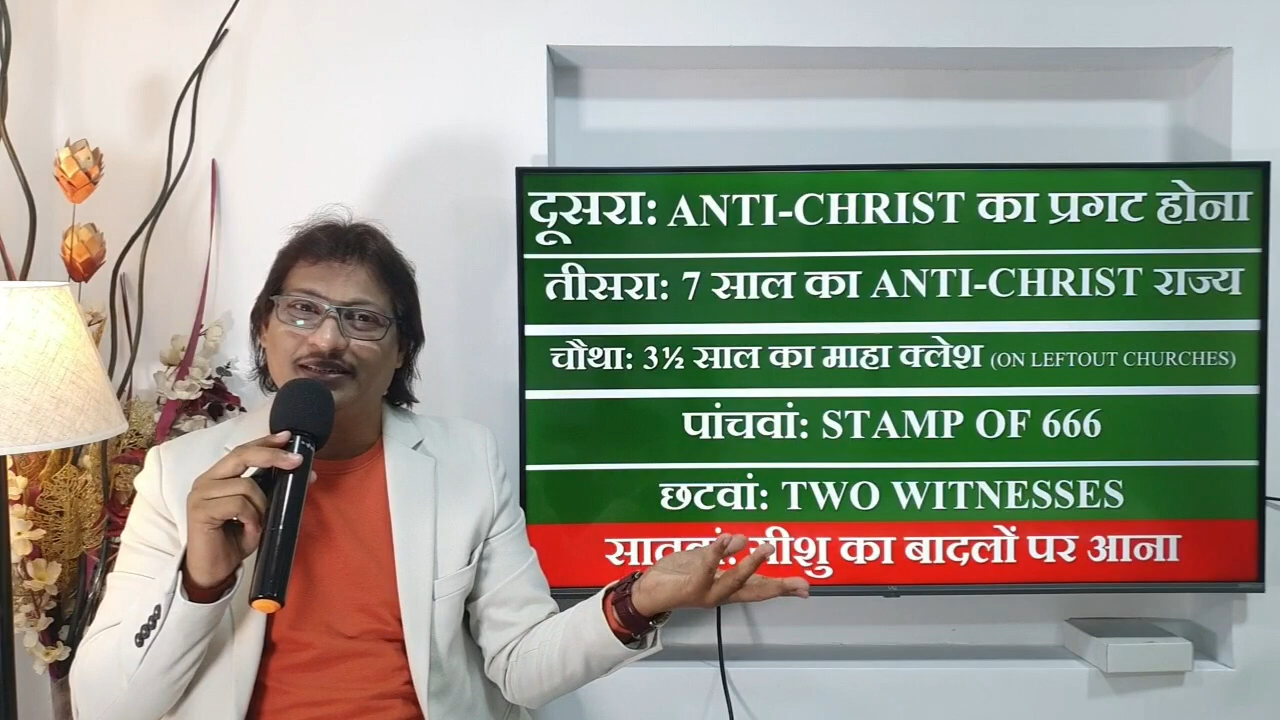 दूसरा: ANTI-CHRIST का प्रगट होना
तीसरा: 7 साल का ANTI-CHRIST राज्य
चौथा: 3½ साल का माहा क्लेश (ON LEFTOUT CHURCHES)
पांचवां: STAMP OF 666
छटवां: TWO WITNESSES
सातवां: यीशु का बादलों पर आना